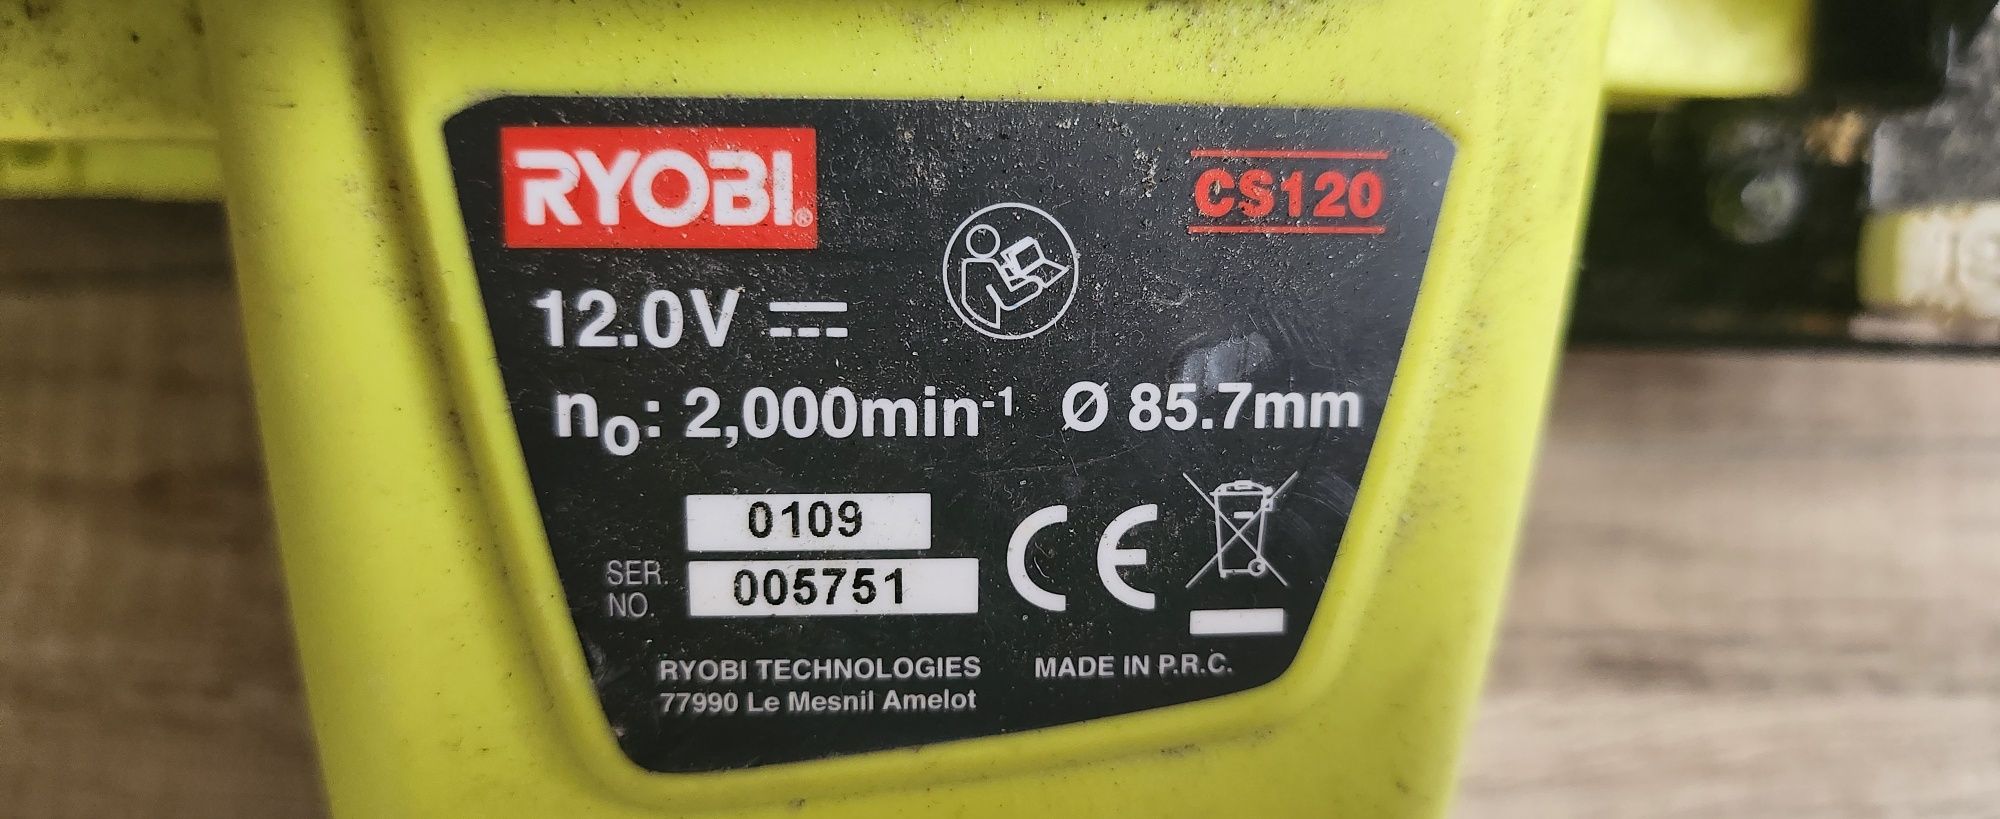 RYOBI®
CS120
12.0V
n₀: 2,000min⁻¹ Ø 85.7mm
0109
SER. NO. 005751
CE
RYOBI TECHNOLOGIES
77990 Le Mesnil Amelot
MADE IN P.R.C.